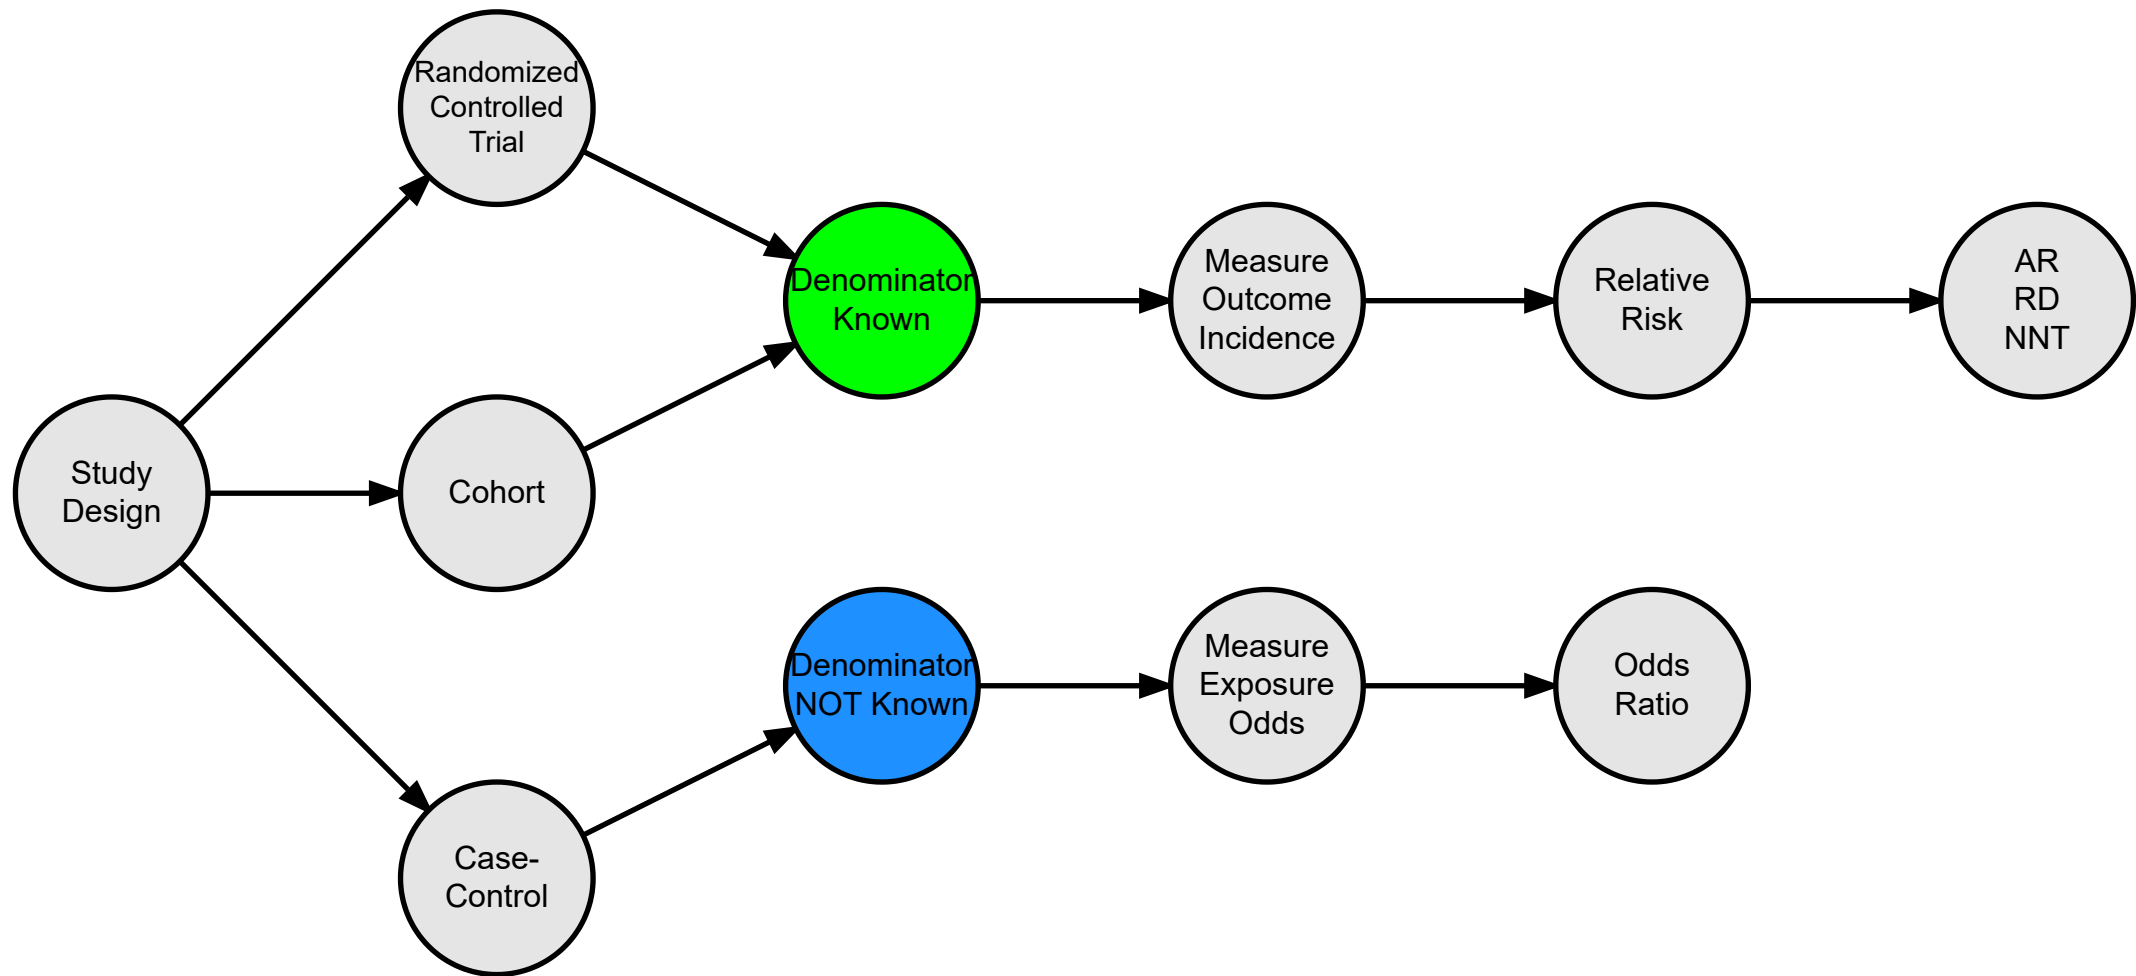 Randomized
Controlled
Trial
Denominator
Known
Measure
Outcome
Incidence
Relative
Risk
AR
RD
NNT
Study
Design
Cohort
Denominator
NOT Known
Measure
Exposure
Odds
Odds
Ratio
Case-
Control